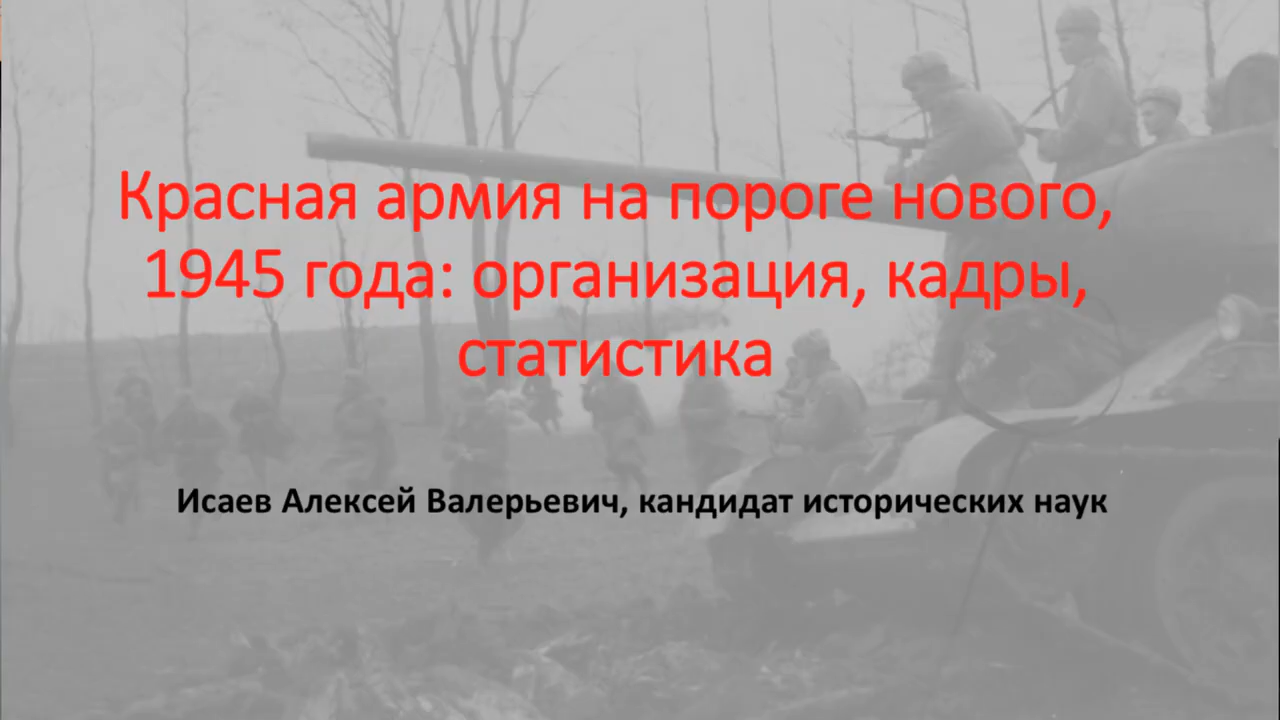 Красная армия на пороге нового,
1945 года: организация, кадры,
статистика
Исаев Алексей Валерьевич, кандидат исторических наук